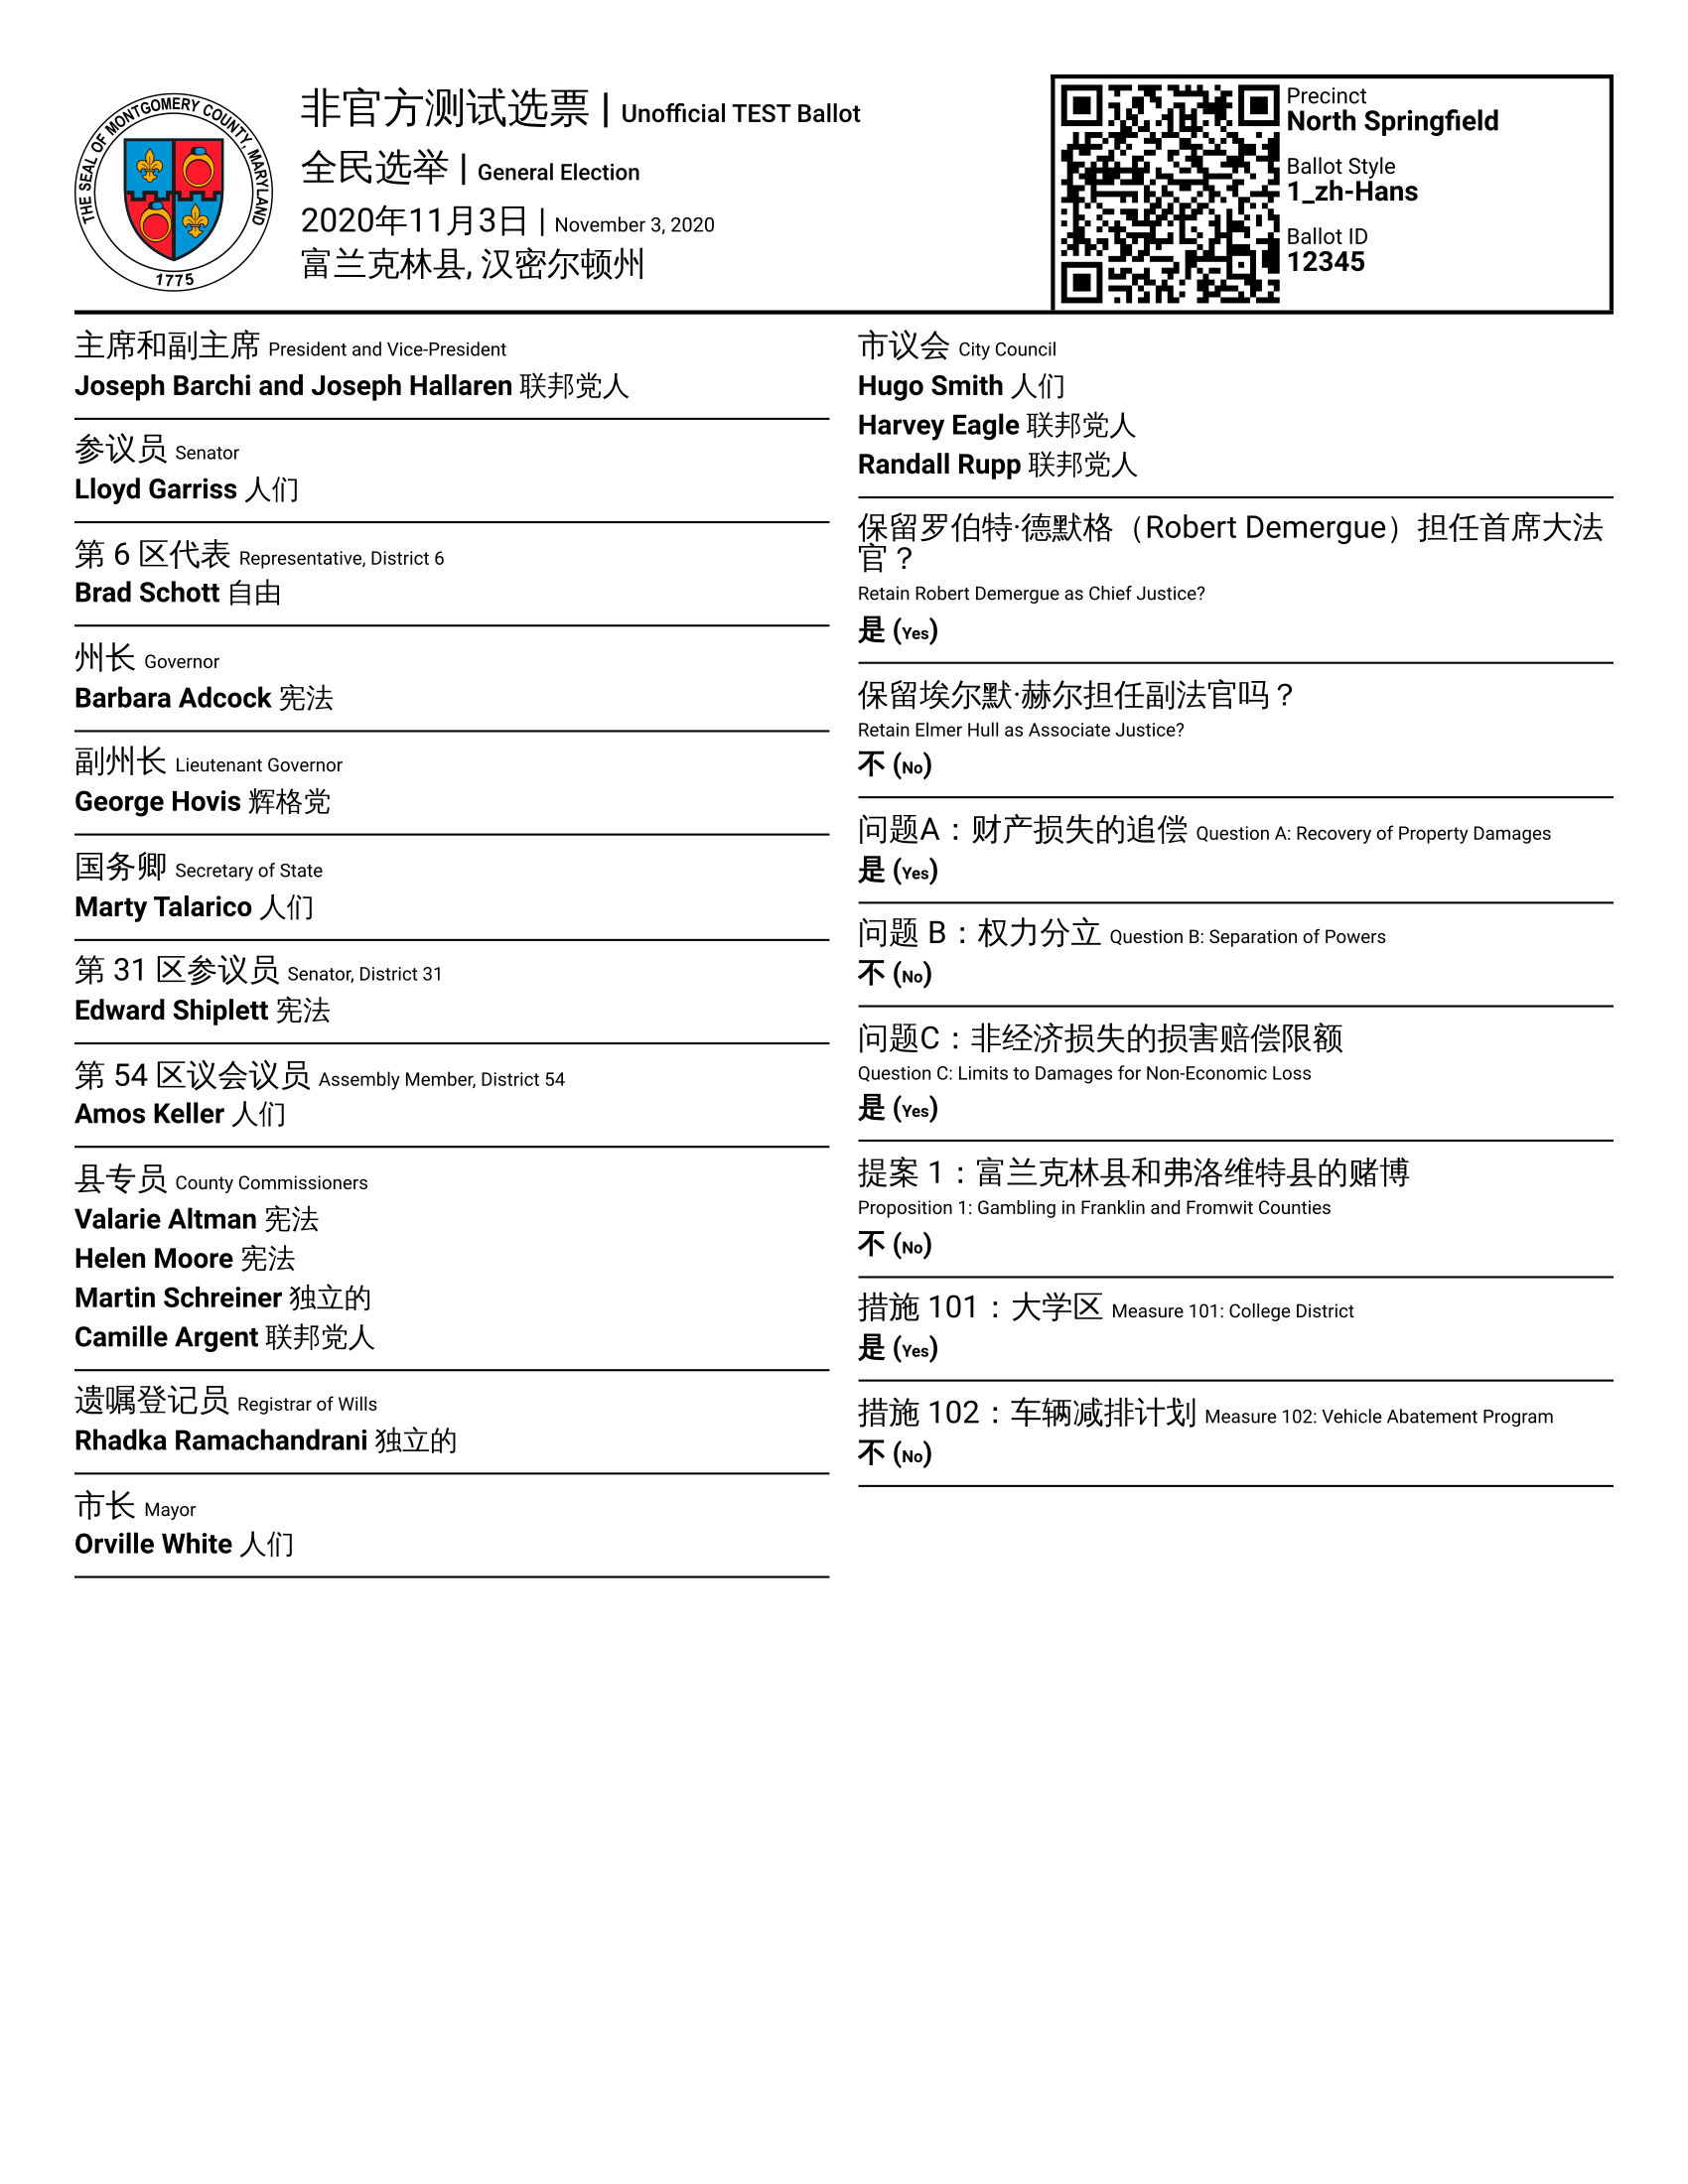 THE SEAL OF MONTGOMERY COUNTY, MARYLAND
1775
非官方测试选票 | Unofficial TEST Ballot
全民选举 | General Election
2020年11月3日 | November 3, 2020
富兰克林县, 汉密尔顿州
Precinct
North Springfield
Ballot Style
1_zh-Hans
Ballot ID
12345
主席和副主席 President and Vice-President
Joseph Barchi and Joseph Hallaren 联邦党人
参议员 Senator
Lloyd Garriss 人们
第 6 区代表 Representative, District 6
Brad Schott 自由
州长 Governor
Barbara Adcock 宪法
副州长 Lieutenant Governor
George Hovis 辉格党
国务卿 Secretary of State
Marty Talarico 人们
第 31 区参议员 Senator, District 31
Edward Shiplett 宪法
第 54 区议会议员 Assembly Member, District 54
Amos Keller 人们
县专员 County Commissioners
Valarie Altman 宪法
Helen Moore 宪法
Martin Schreiner 独立的
Camille Argent 联邦党人
遗嘱登记员 Registrar of Wills
Rhadka Ramachandrani 独立的
市长 Mayor
Orville White 人们
市议会 City Council
Hugo Smith 人们
Harvey Eagle 联邦党人
Randall Rupp 联邦党人
保留罗伯特·德默格（Robert Demergue）担任首席大法
官？
Retain Robert Demergue as Chief Justice?
是 (Yes)
保留埃尔默·赫尔担任副法官吗？
Retain Elmer Hull as Associate Justice?
不 (No)
问题A：财产损失的追偿 Question A: Recovery of Property Damages
是 (Yes)
问题 B：权力分立 Question B: Separation of Powers
不 (No)
问题C：非经济损失的损害赔偿限额
Question C: Limits to Damages for Non-Economic Loss
是 (Yes)
提案 1：富兰克林县和弗洛维特县的赌博
Proposition 1: Gambling in Franklin and Fromwit Counties
不 (No)
措施 101：大学区 Measure 101: College District
是 (Yes)
措施 102：车辆减排计划 Measure 102: Vehicle Abatement Program
不 (No)